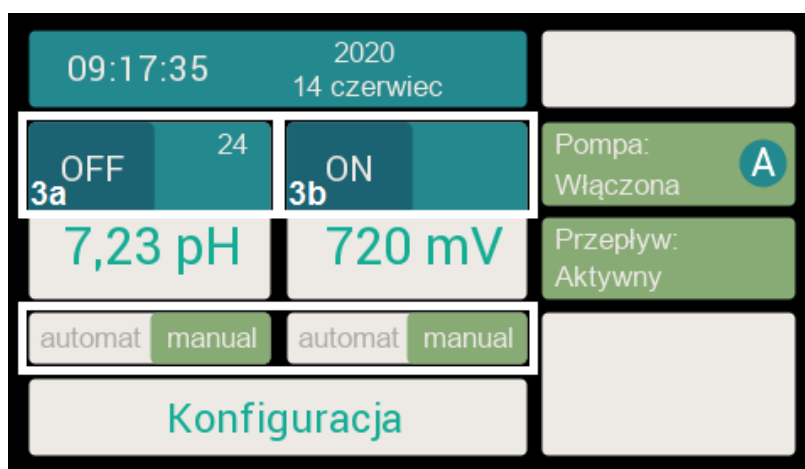 09:17:35
2020
14 czerwiec
OFF
24
3a
ON
3b
Pompa:
Włączona
A
7,23 pH
720 mV
Przepływ:
Aktywny
automat manual
automat manual
Konfiguracja